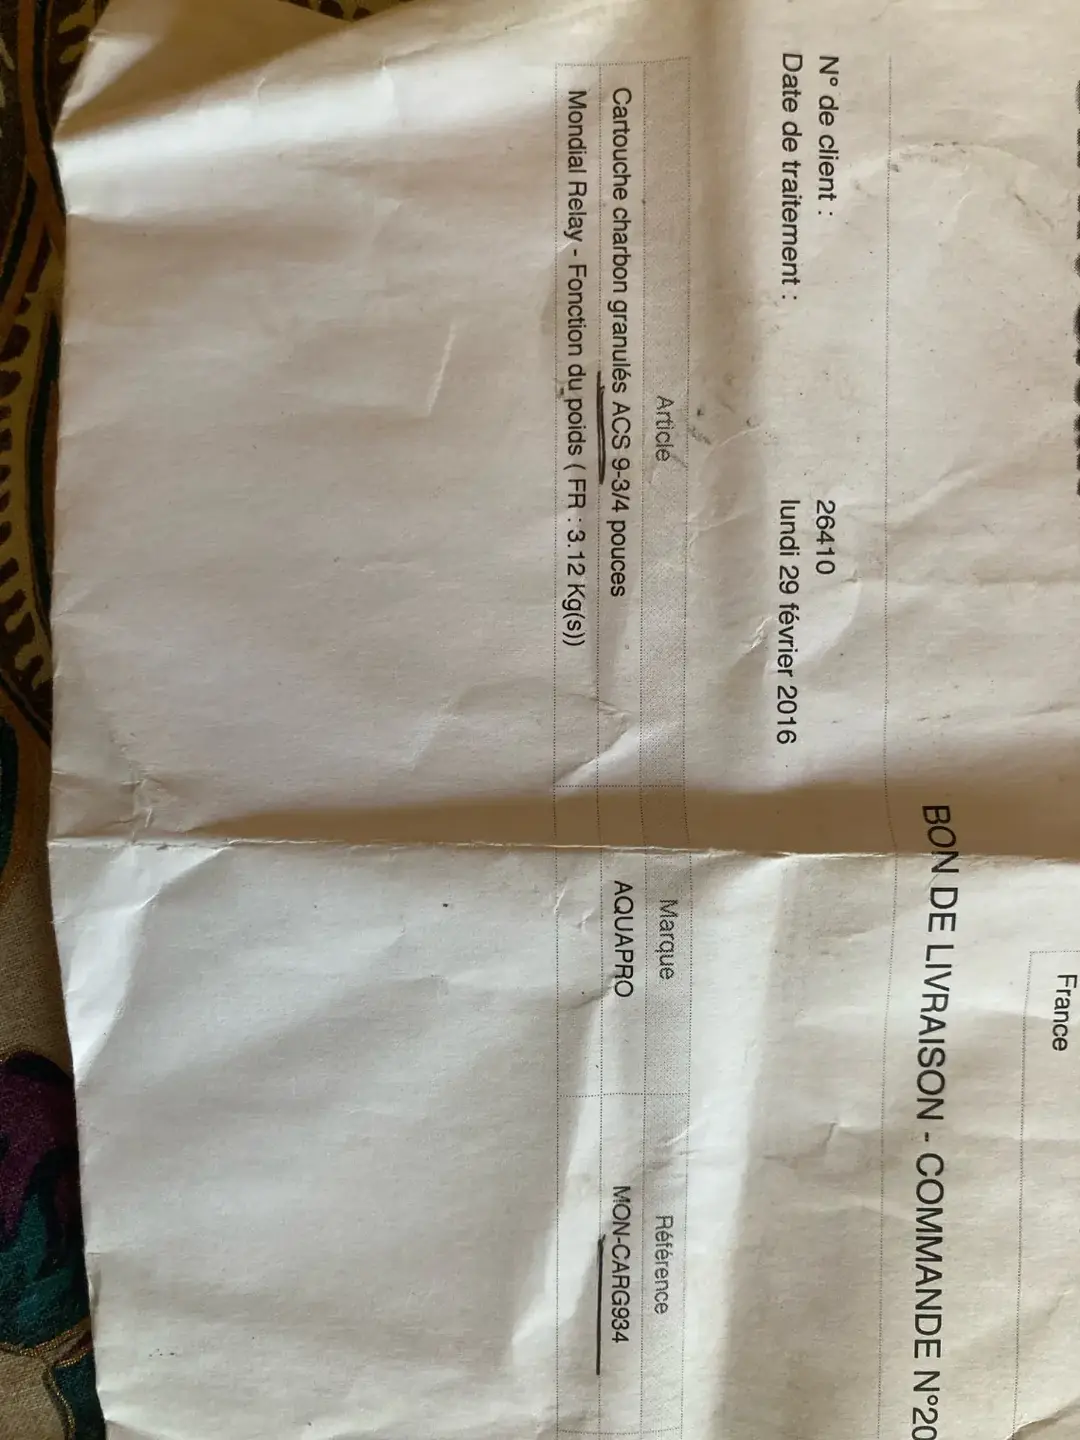 France
BON DE LIVRAISON - COMMANDE N°20
N° de client : 26410
Date de traitement : lundi 29 février 2016
Article Marque Référence
Cartouche charbon granulés ACS 9-3/4 pouces AQUAPRO MON-CARG934
Mondial Relay - Fonction du poids ( FR : 3.12 Kg(s))